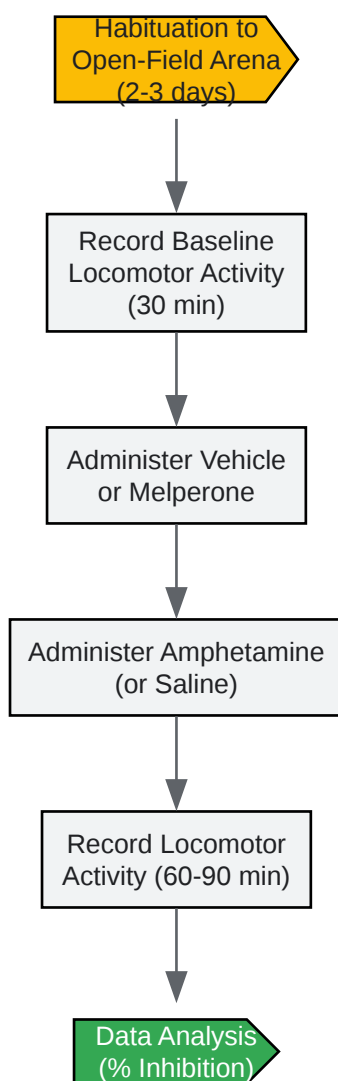 Habituation to
Open-Field Arena
(2-3 days)
Record Baseline
Locomotor Activity
(30 min)
Administer Vehicle
or Melperone
Administer Amphetamine
(or Saline)
Record Locomotor
Activity (60-90 min)
Data Analysis
(% Inhibition)